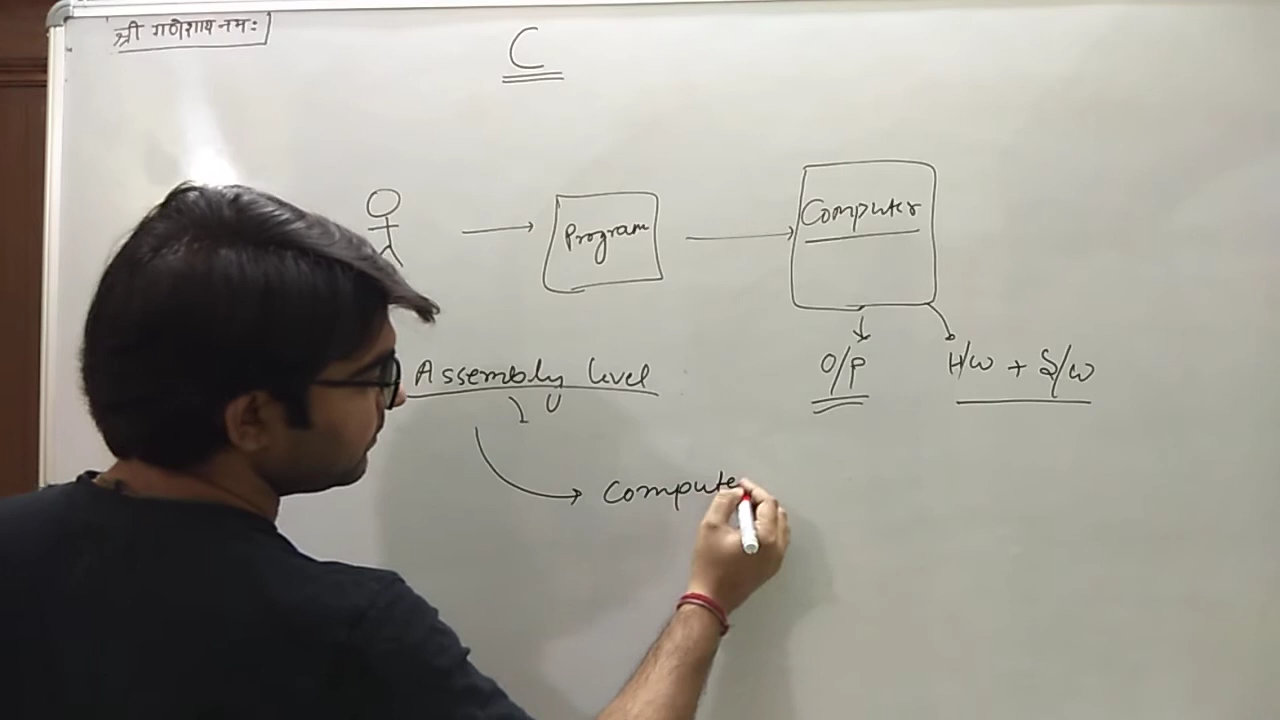 श्री गणेशाय नमः
C
Program
Computer
O/P
H/W + S/W
Assembly level
Compute